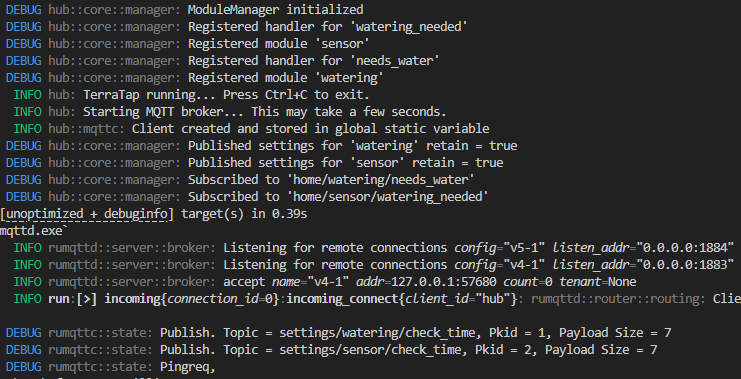 DEBUG hub::core::manager: ModuleManager initialized
DEBUG hub::core::manager: Registered handler for 'watering_needed'
DEBUG hub::core::manager: Registered module 'sensor'
DEBUG hub::core::manager: Registered handler for 'needs_water'
DEBUG hub::core::manager: Registered module 'watering'
INFO hub: TerraTap running... Press Ctrl+C to exit.
INFO hub: Starting MQTT broker... This may take a few seconds.
INFO hub::mqttc: Client created and stored in global static variable
DEBUG hub::core::manager: Published settings for 'watering' retain = true
DEBUG hub::core::manager: Published settings for 'sensor' retain = true
DEBUG hub::core::manager: Subscribed to 'home/watering/needs_water'
DEBUG hub::core::manager: Subscribed to 'home/sensor/watering_needed'
[unoptimized + debuginfo] target(s) in 0.39s
mqttd.exe`
INFO rumqttd::server::broker: Listening for remote connections config="v5-1" listen_addr="0.0.0.0:1884"
INFO rumqttd::server::broker: Listening for remote connections config="v4-1" listen_addr="0.0.0.0:1883"
INFO rumqttd::server::broker: accept name="v4-1" addr=127.0.0.1:57680 count=0 tenant=None
INFO run:[>] incoming{connection_id=0}:incoming_connect{client_id="hub"}: rumqttd::router::routing: Clie
DEBUG rumqttc::state: Publish. Topic = settings/watering/check_time, Pkid = 1, Payload Size = 7
DEBUG rumqttc::state: Publish. Topic = settings/sensor/check_time, Pkid = 2, Payload Size = 7
DEBUG rumqttc::state: Pingreq,